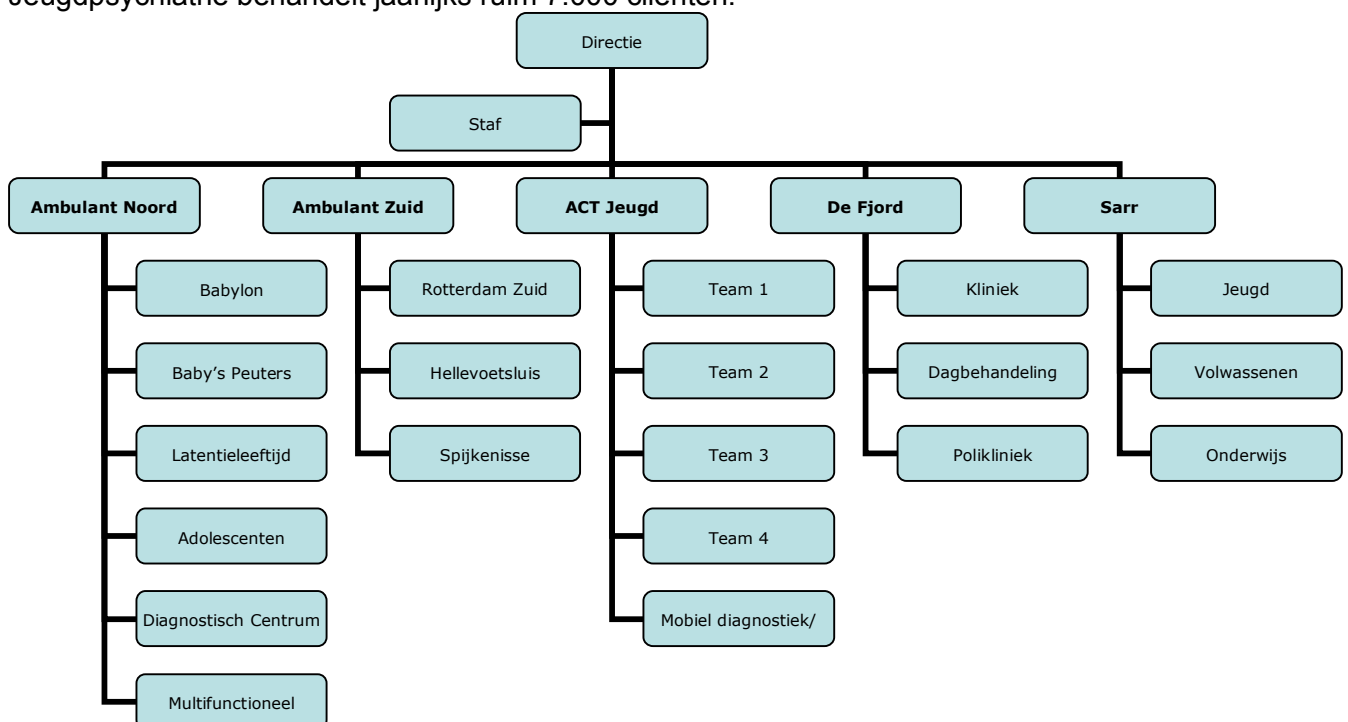 Jeugdpsychiatrie behandelt jaarlijks ruim 7.000 cliënten.
Directie
Staf
Ambulant Noord
Ambulant Zuid
ACT Jeugd
De Fjord
Sarr
Babylon
Rotterdam Zuid
Team 1
Kliniek
Jeugd
Baby's Peuters
Hellevoetsluis
Team 2
Dagbehandeling
Volwassenen
Latentieleeftijd
Spijkenisse
Team 3
Polikliniek
Onderwijs
Adolescenten
Team 4
Diagnostisch Centrum
Mobiel diagnostiek/
Multifunctioneel